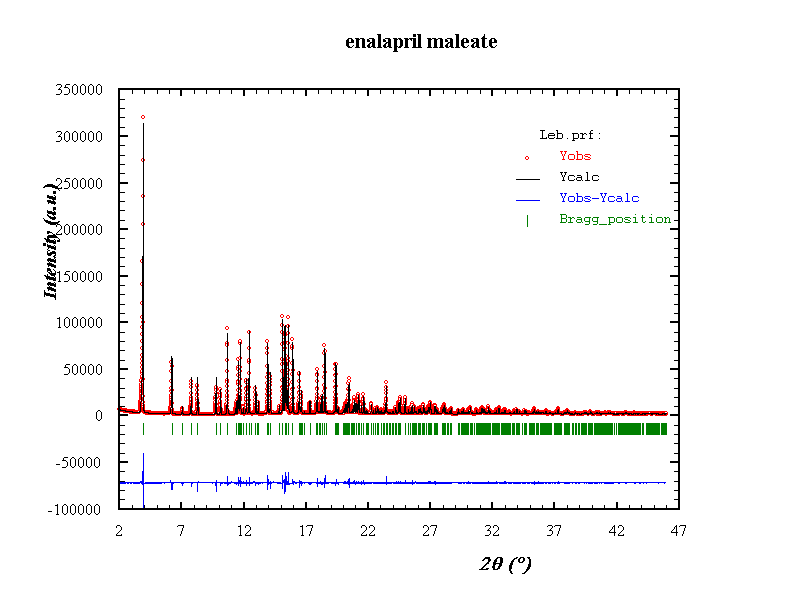 enalapril maleate
350000
300000
250000
200000
150000
100000
50000
0
-50000
-100000
Intensity (a.u.)
Leb.prf:
Yobs
Ycalc
Yobs-Ycalc
Bragg_position
2 7 12 17 22 27 32 37 42 47
2θ (°)